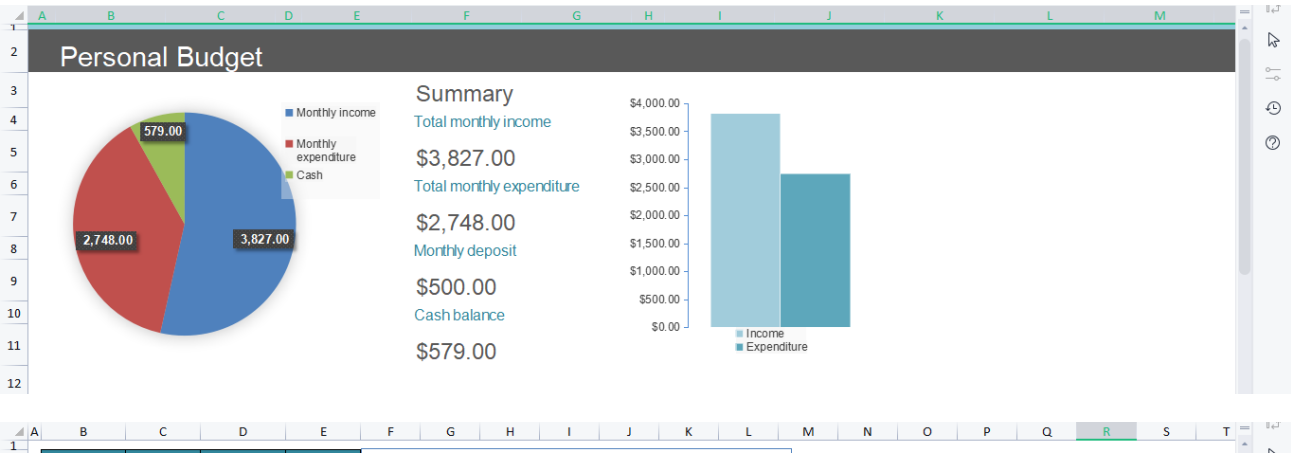 A B C D E F G H I J K L M
1
2 Personal Budget
3 Summary
4 Total monthly income
5 $3,827.00
6 Total monthly expenditure
7 $2,748.00
8 Monthly deposit
9 $500.00
10 Cash balance
11 $579.00
12
579.00
2,748.00
3,827.00
Monthly income
Monthly
expenditure
Cash
$4,000.00
$3,500.00
$3,000.00
$2,500.00
$2,000.00
$1,500.00
$1,000.00
$500.00
$0.00
Income
Expenditure
A B C D E F G H I J K L M N O P Q R S T
1